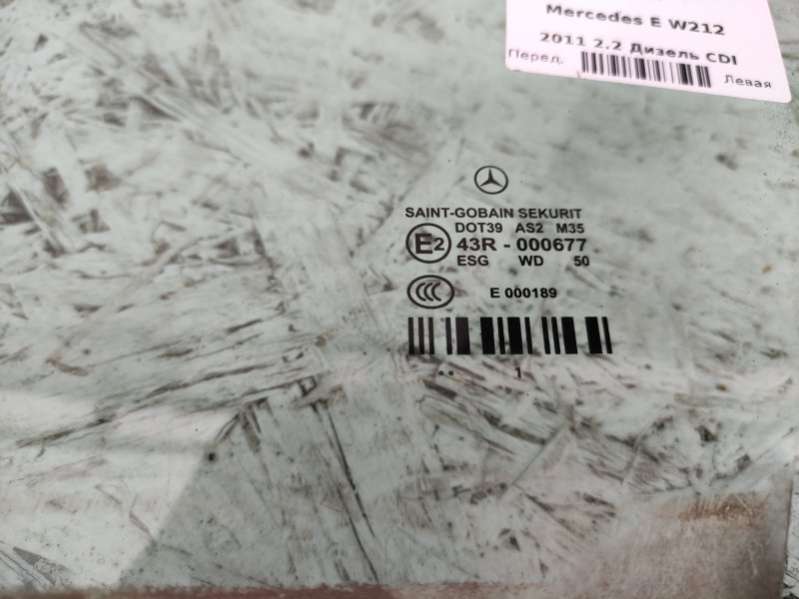 Mercedes E W212
2011 2.2 Дизель CDI
Перед. Левая
SAINT-GOBAIN SEKURIT
DOT39 AS2 M35
E2 43R - 000677
ESG WD 50
CCC E 000189
.. 1